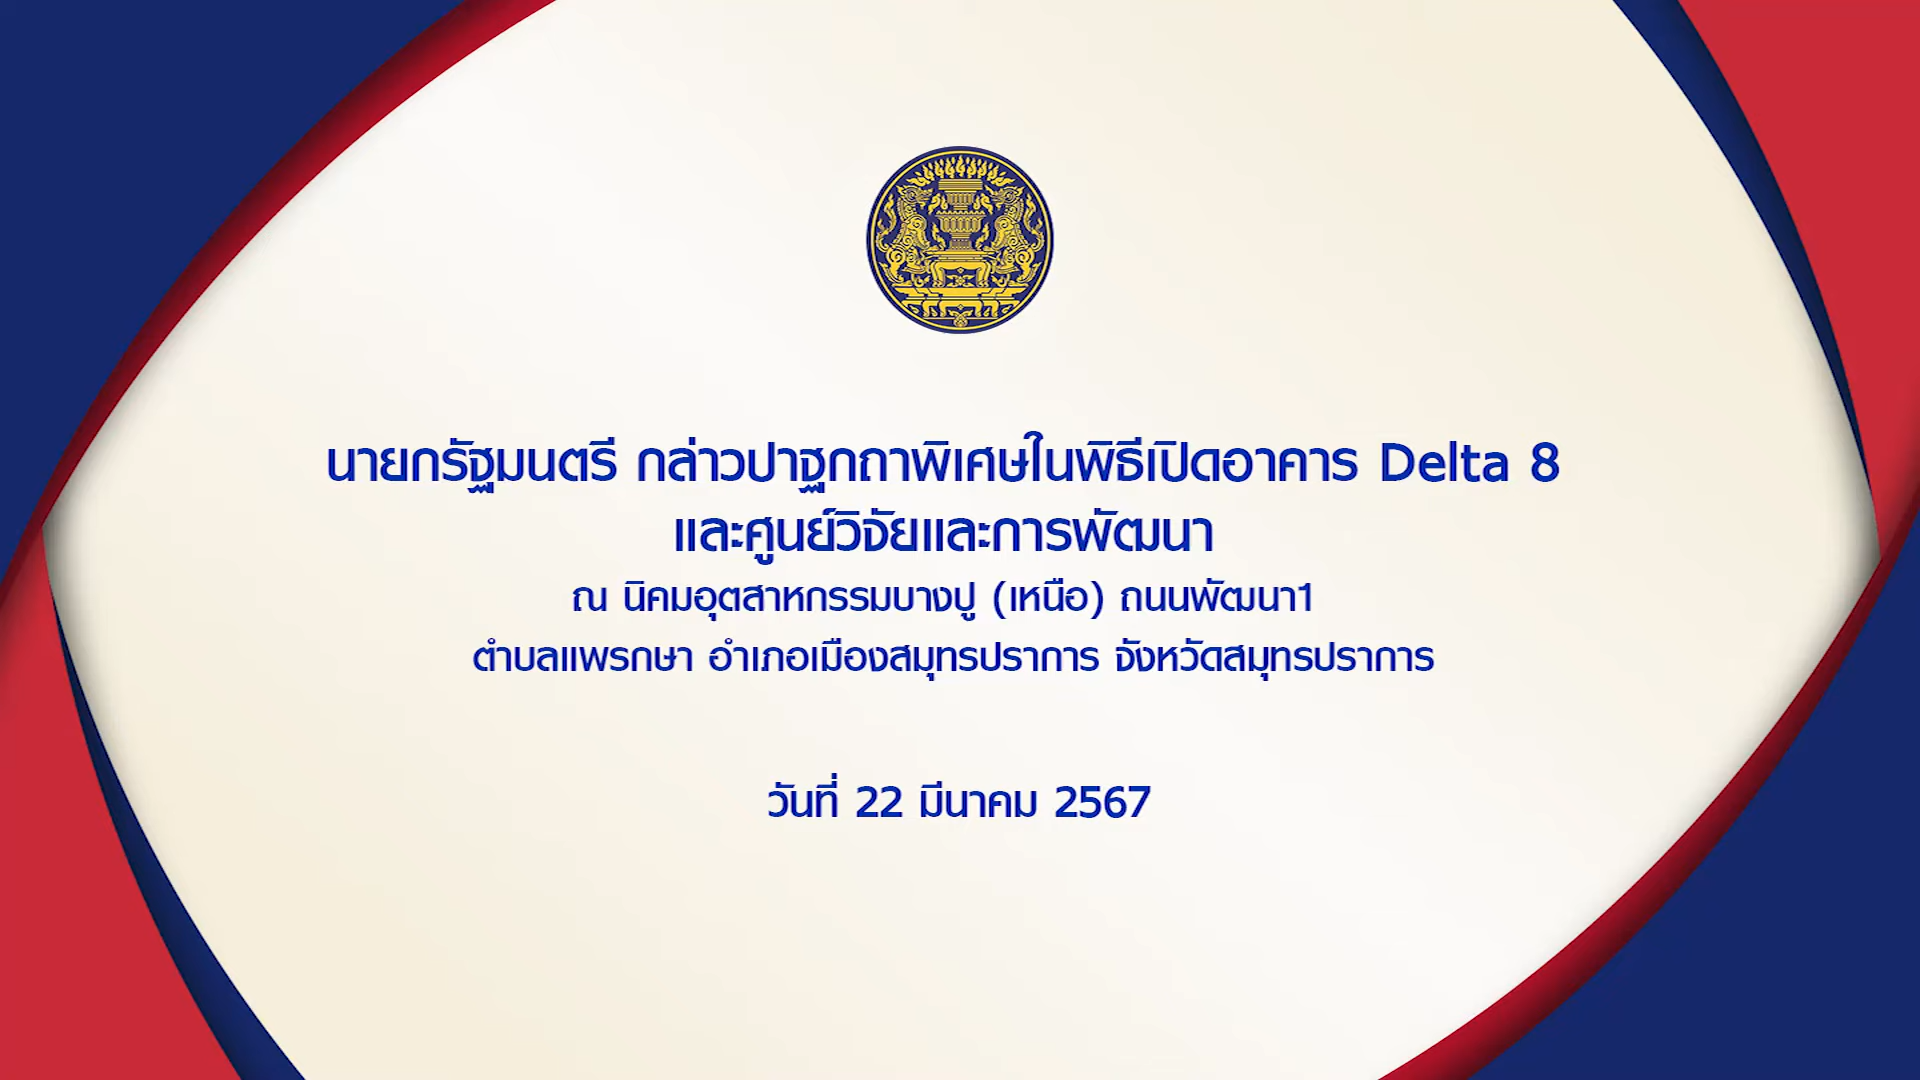 นายกรัฐมนตรี กล่าวปาฐกถาพิเศษในพิธีเปิดอาคาร Delta 8
และศูนย์วิจัยและการพัฒนา
ณ นิคมอุตสาหกรรมบางปู (เหนือ) ถนนพัฒนา1
ตำบลแพรกษา อำเภอเมืองสมุทรปราการ จังหวัดสมุทรปราการ
วันที่ 22 มีนาคม 2567